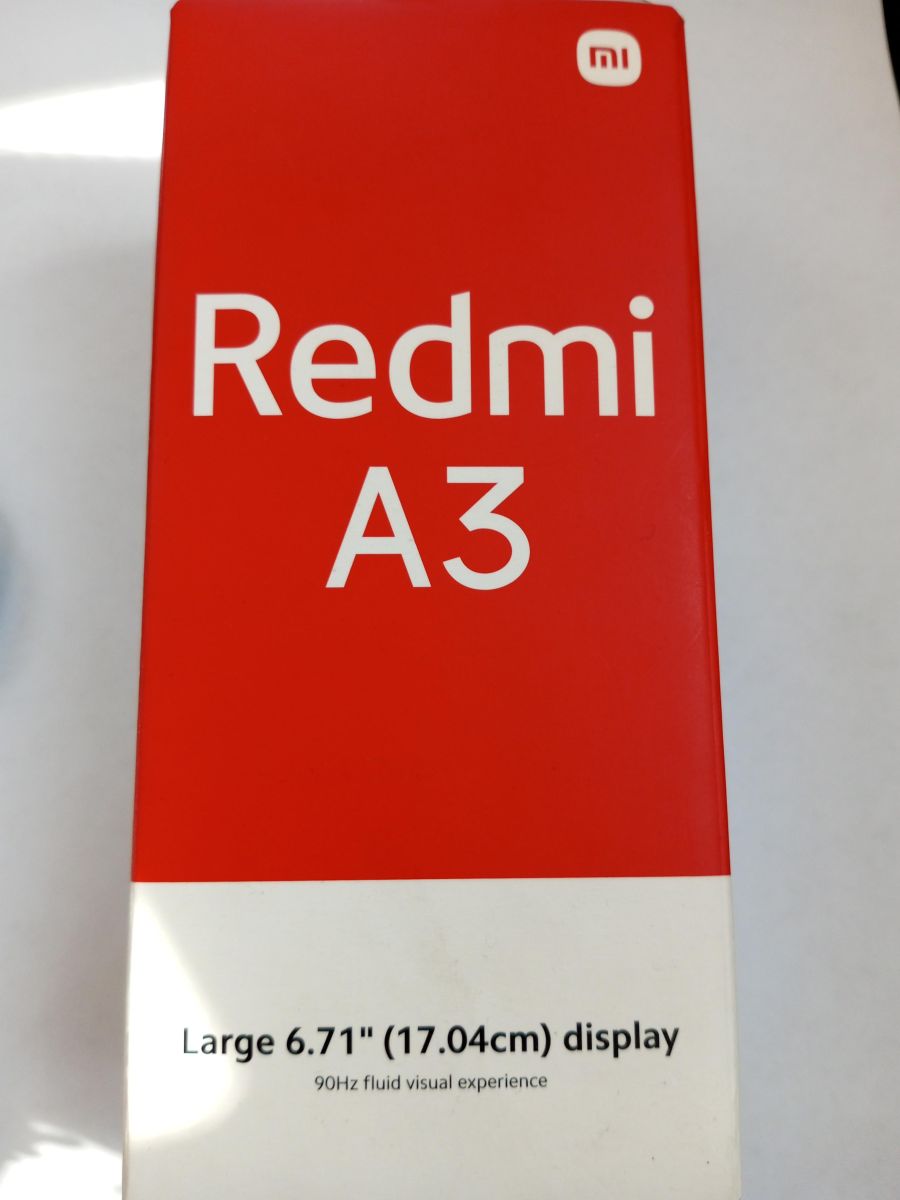 mi
Redmi
A3
Large 6.71" (17.04cm) display
90Hz fluid visual experience